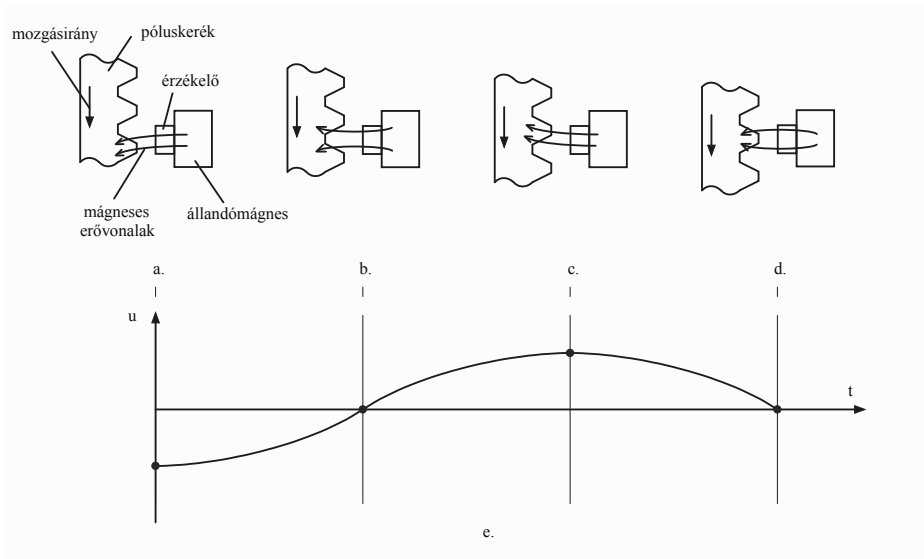 mozgásirány
póluskerék
érzékelő
mágneses
erővonalak
állandómágnes
a.
b.
c.
d.
u
t
e.